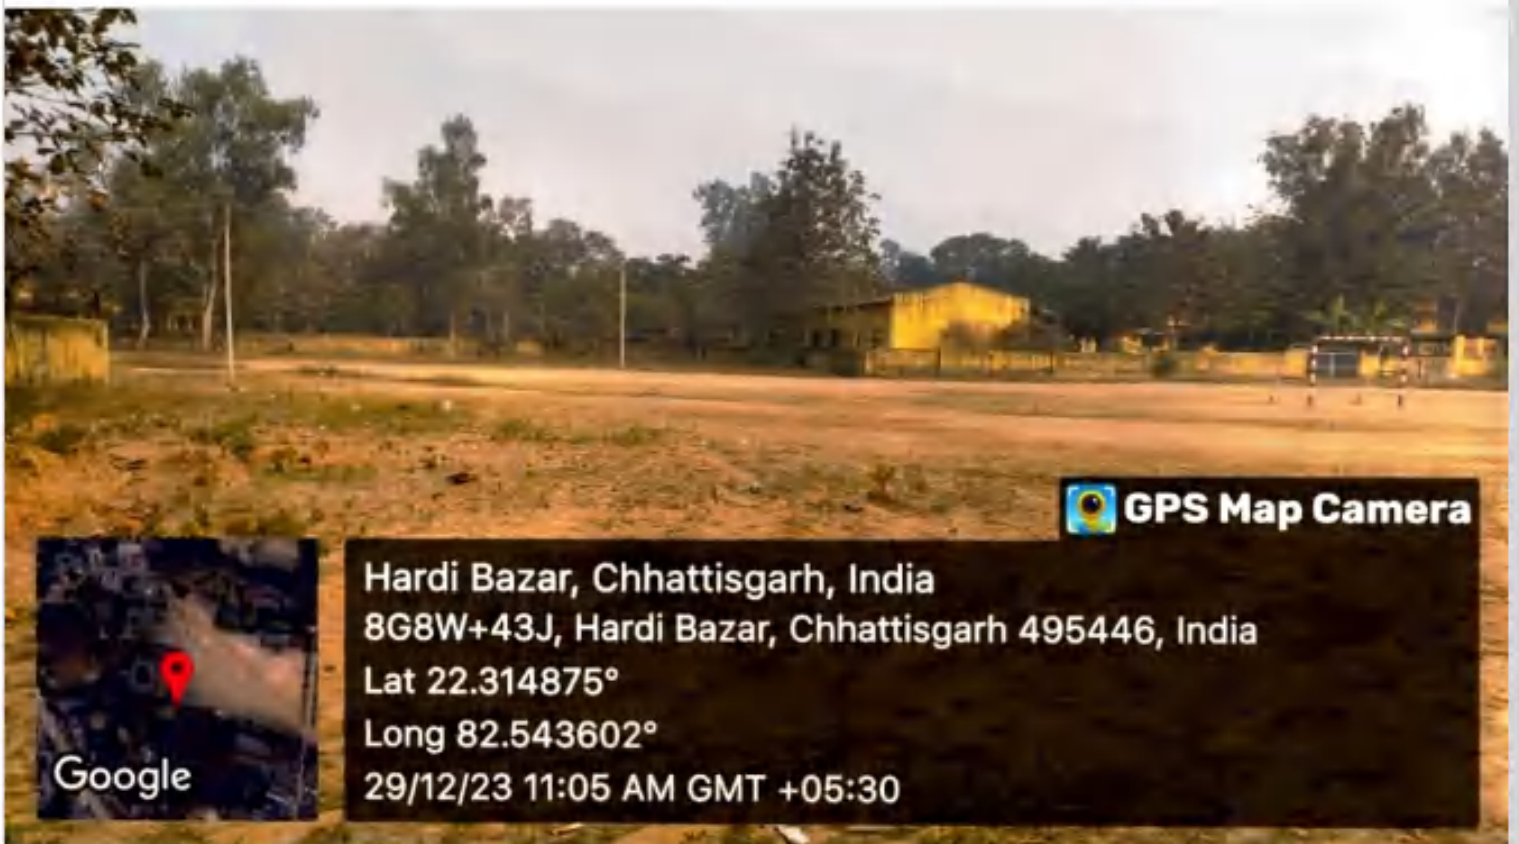 GPS Map Camera
Hardi Bazar, Chhattisgarh, India
8G8W+43J, Hardi Bazar, Chhattisgarh 495446, India
Lat 22.314875°
Long 82.543602°
29/12/23 11:05 AM GMT +05:30
Google